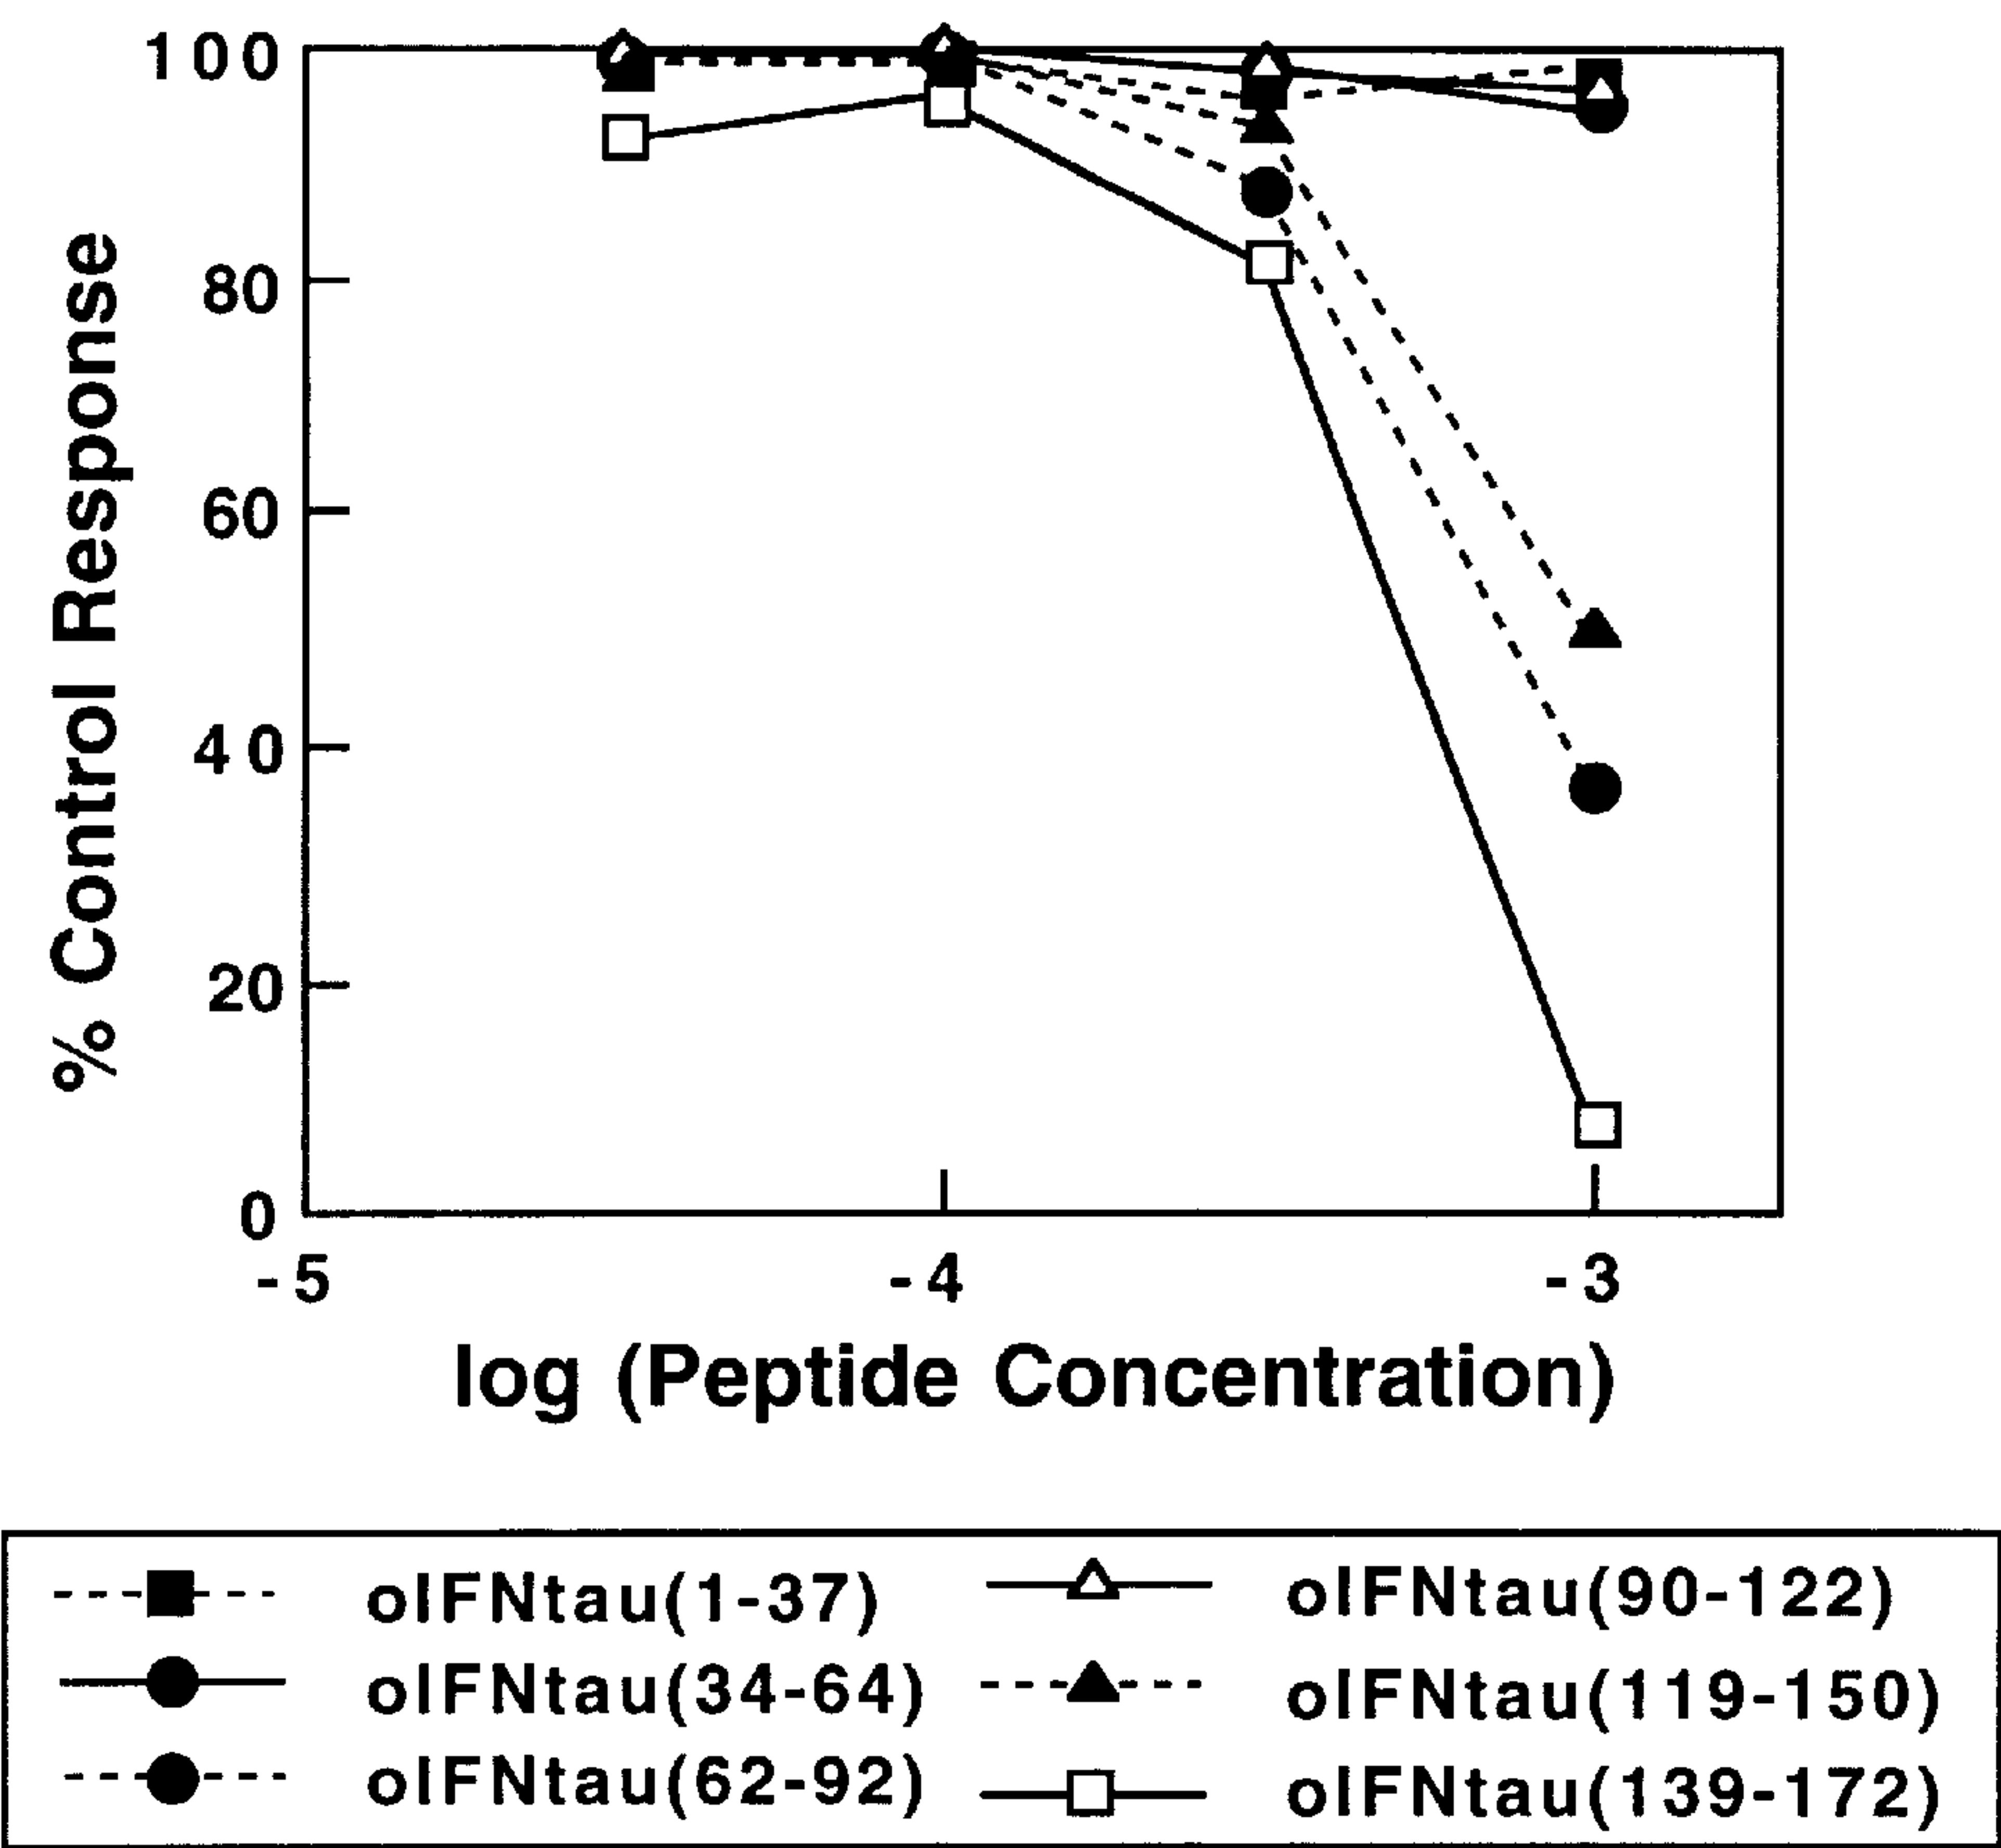 100
80
60
40
20
0
% Control Response
-5
-4
-3
log (Peptide Concentration)
oIFNtau(1-37)
oIFNtau(34-64)
oIFNtau(62-92)
oIFNtau(90-122)
oIFNtau(119-150)
oIFNtau(139-172)